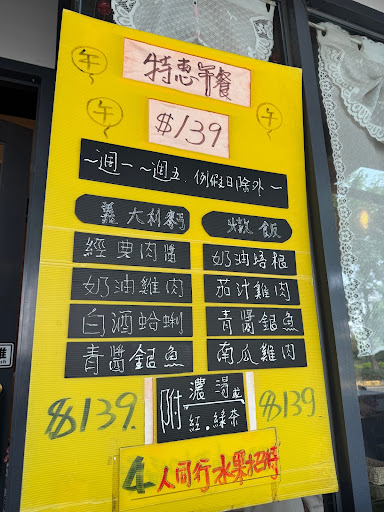 午
特惠午餐
午
$139
午
~週一~週五.例假日除外~
義大利麵
燉飯
經典肉醬
奶油培根
奶油雞肉
茄汁雞肉
白酒蛤蜊
青醬鯷魚
青醬鯷魚
南瓜雞肉
$139.
附濃湯
紅.綠茶
$139.
4人同行水果招待